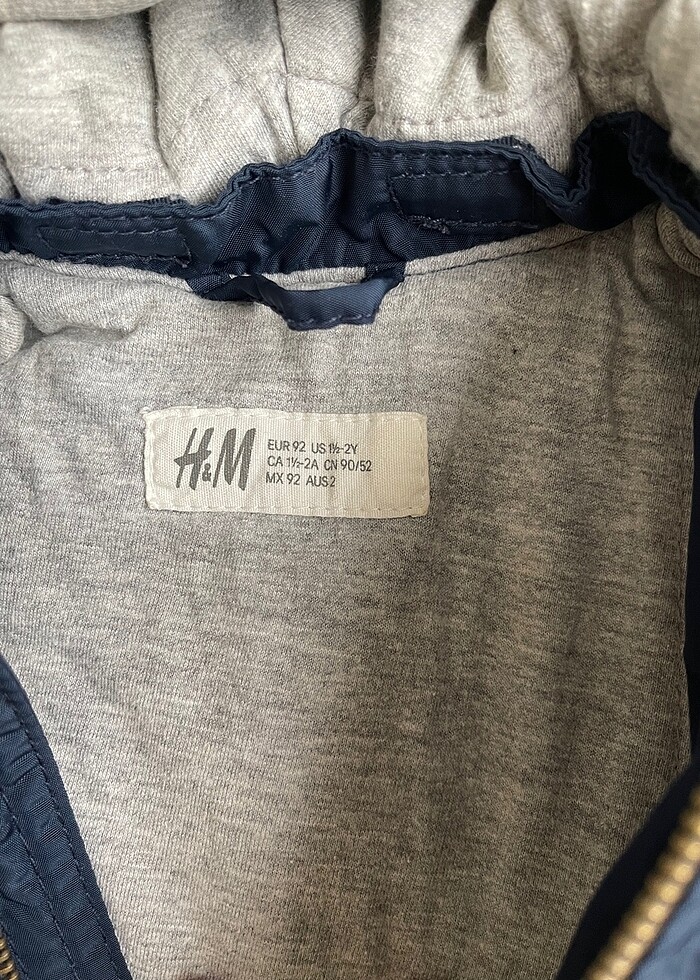 H&M
EUR 92 US 1½-2Y
CA 1½-2A CN 90/52
MX 92 AUS 2